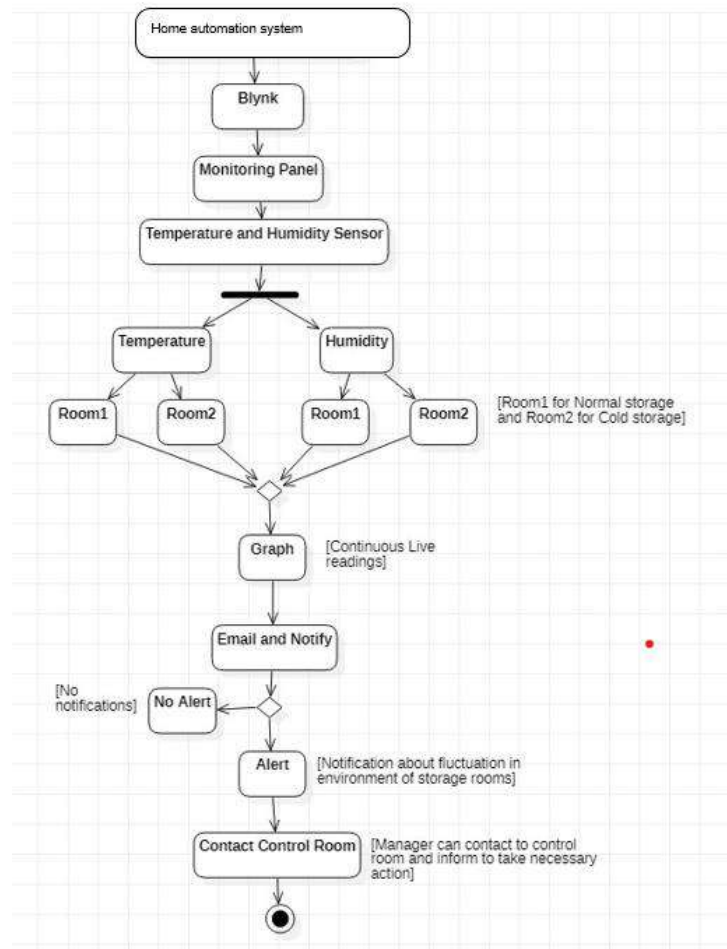 Home automation system
Blynk
Monitoring Panel
Temperature and Humidity Sensor
Temperature
Humidity
Room1
Room2
Room1
Room2
[Room1 for Normal storage
and Room2 for Cold storage]
Graph
[Continuous Live
readings]
Email and Notify
[No
notifications]
No Alert
Alert
[Notification about fluctuation in
environment of storage rooms]
Contact Control Room
[Manager can contact to control
room and inform to take necessary
action]